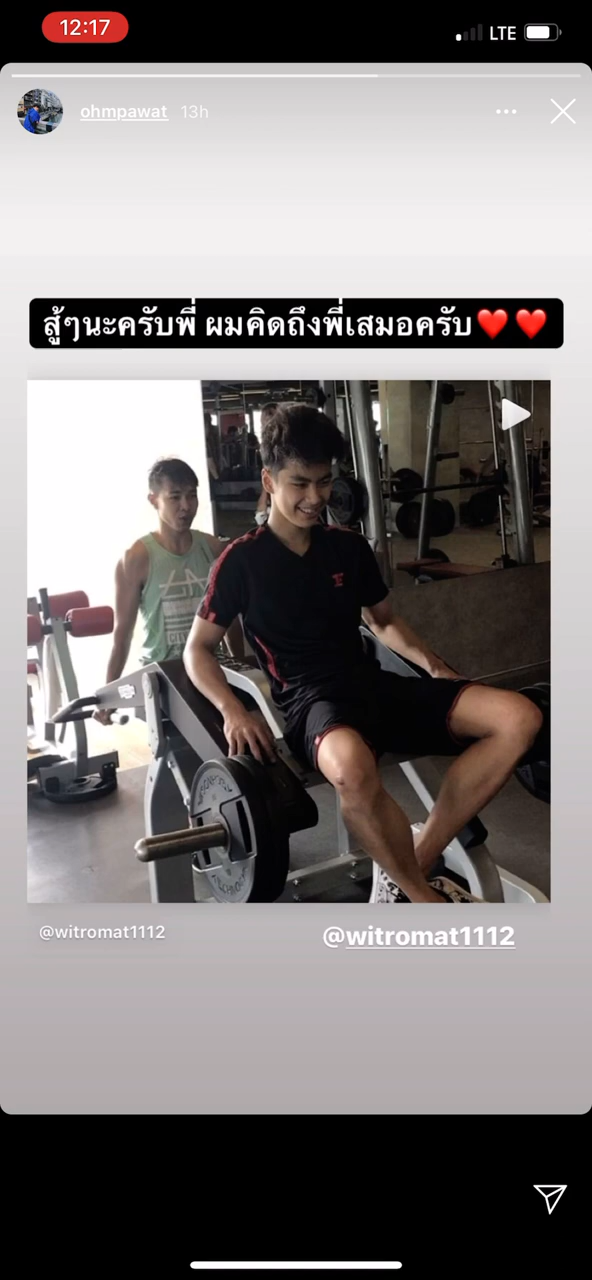 12:17
LTE
ohmpawat 13h
สู้ๆนะครับพี่ ผมคิดถึงพี่เสมอครับ❤️❤️
@witromat1112 @witromat1112